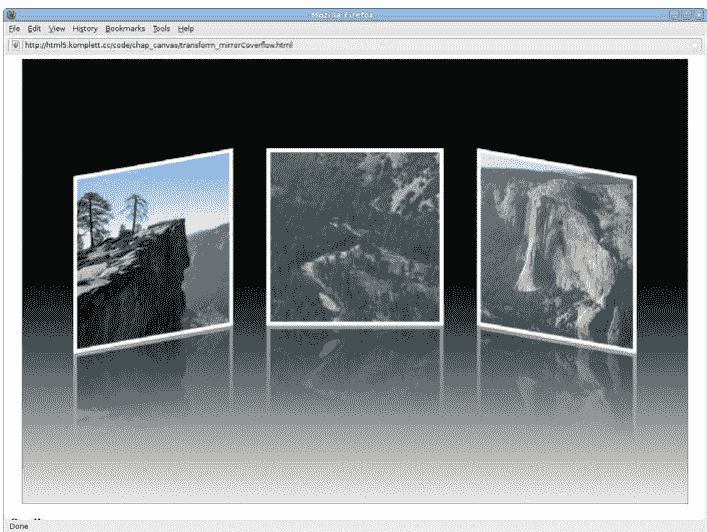 Mozilla Firefox
File Edit View History Bookmarks Tools Help
http://html5.komplett.cc/code/chap_canvas/transform_mirrorCoverflow.html
Done